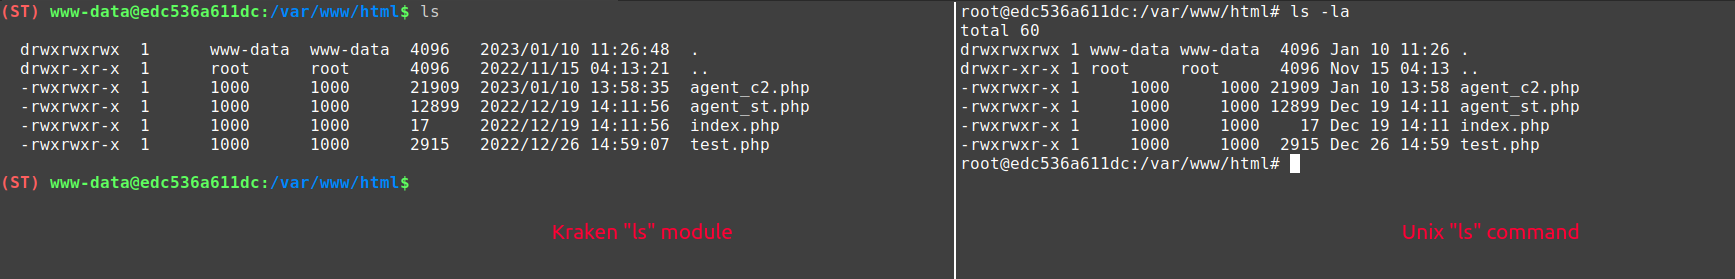 (ST) www-data@edc536a611dc:/var/www/html$ ls
drwxrwxrwx 1 www-data www-data 4096 2023/01/10 11:26:48 .
drwxr-xr-x 1 root root 4096 2022/11/15 04:13:21 ..
-rwxrwxr-x 1 1000 1000 21909 2023/01/10 13:58:35 agent_c2.php
-rwxrwxr-x 1 1000 1000 12899 2022/12/19 14:11:56 agent_st.php
-rwxrwxr-x 1 1000 1000 17 2022/12/19 14:11:56 index.php
-rwxrwxr-x 1 1000 1000 2915 2022/12/26 14:59:07 test.php
(ST) www-data@edc536a611dc:/var/www/html$
Kraken "ls" module
root@edc536a611dc:/var/www/html# ls -la
total 60
drwxrwxrwx 1 www-data www-data 4096 Jan 10 11:26 .
drwxr-xr-x 1 root root 4096 Nov 15 04:13 ..
-rwxrwxr-x 1 1000 1000 21909 Jan 10 13:58 agent_c2.php
-rwxrwxr-x 1 1000 1000 12899 Dec 19 14:11 agent_st.php
-rwxrwxr-x 1 1000 1000 17 Dec 19 14:11 index.php
-rwxrwxr-x 1 1000 1000 2915 Dec 26 14:59 test.php
root@edc536a611dc:/var/www/html#
Unix "ls" command